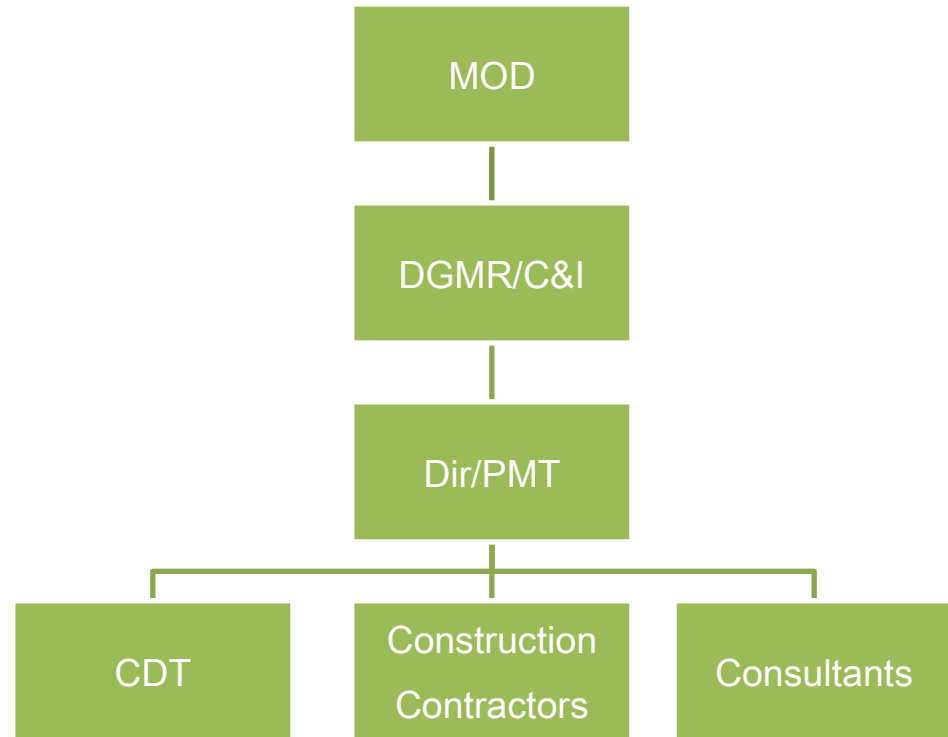 MOD
DGMR/C&I
Dir/PMT
CDT
Construction
Contractors
Consultants